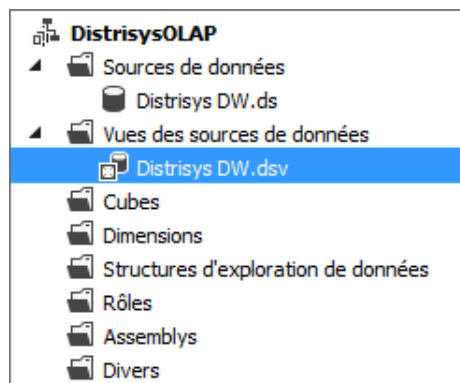 DistrisysOLAP
Sources de données
Distrisys DW.ds
Vues des sources de données
Distrisys DW.dsv
Cubes
Dimensions
Structures d'exploration de données
Rôles
Assemblys
Divers